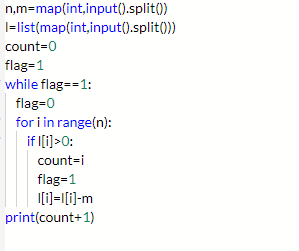 n,m=map(int,input().split())
l=list(map(int,input().split()))
count=0
flag=1
while flag==1:
    flag=0
    for i in range(n):
        if l[i]>0:
            count=i
            flag=1
            l[i]=l[i]-m
print(count+1)